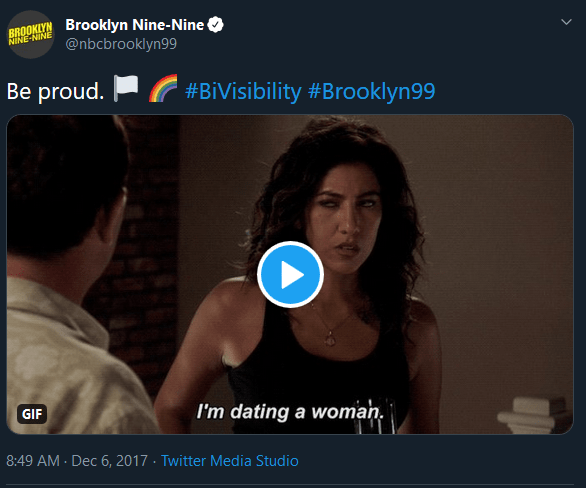 BROOKLYN
NINE-NINE
Brooklyn Nine-Nine
@nbcbrooklyn99
Be proud. 🏳️ 🌈 #BiVisibility #Brooklyn99
I'm dating a woman.
GIF
8:49 AM · Dec 6, 2017 · Twitter Media Studio